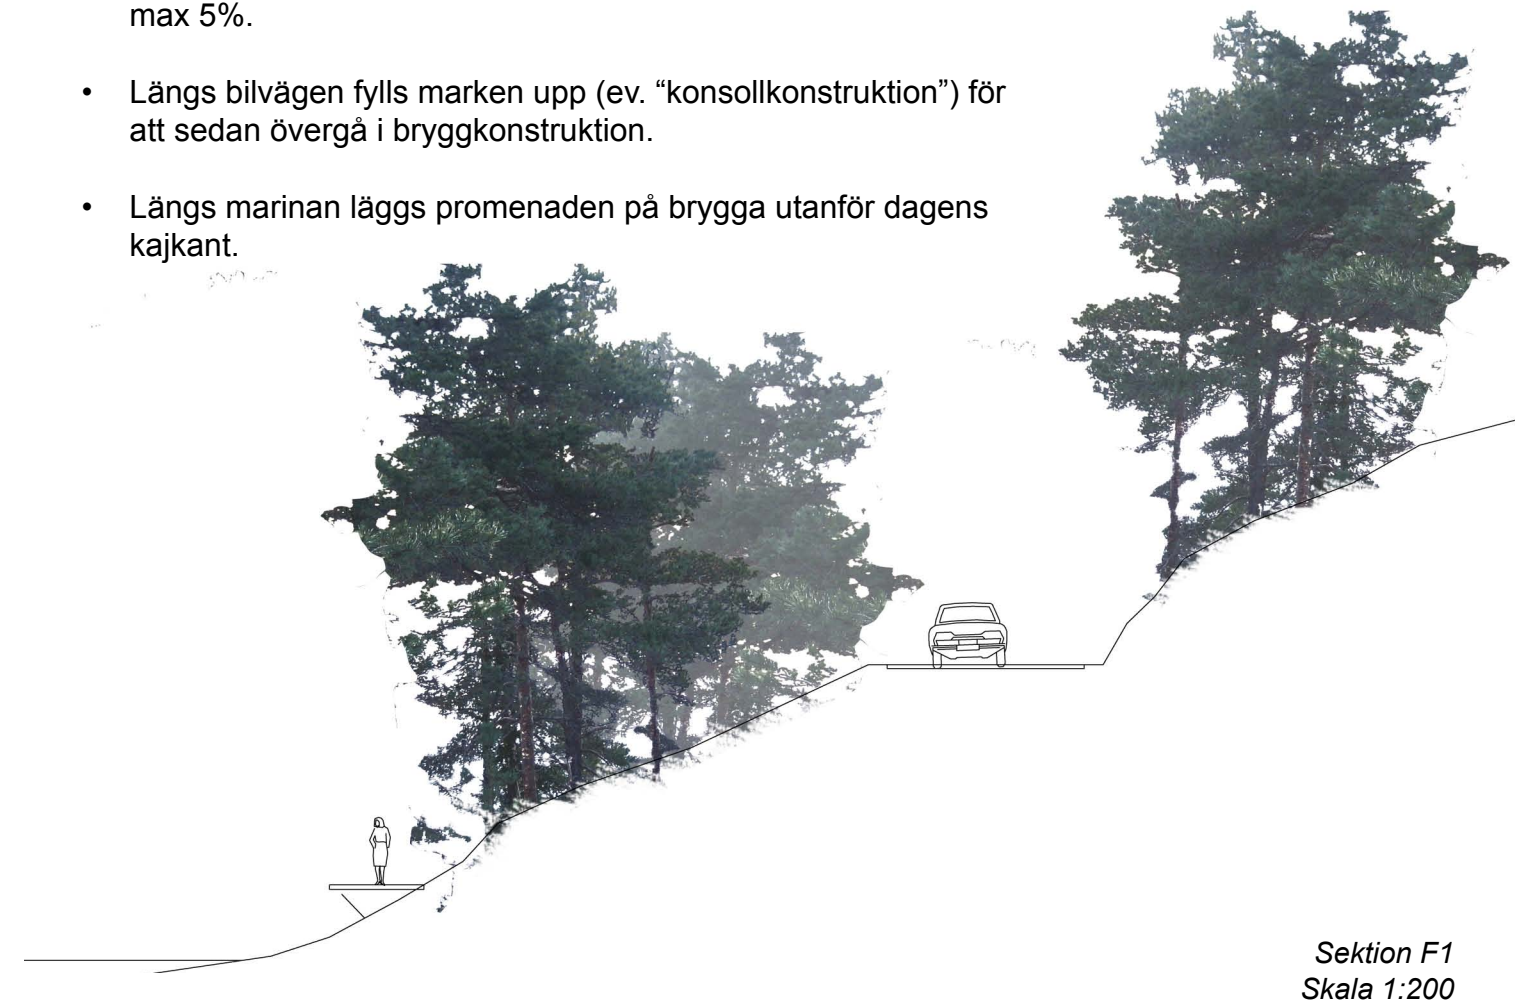 max 5%.
• Längs bilvägen fylls marken upp (ev. “konsollkonstruktion”) för
att sedan övergå i bryggkonstruktion.
• Längs marinan läggs promenaden på brygga utanför dagens
kajkant.
Sektion F1
Skala 1:200